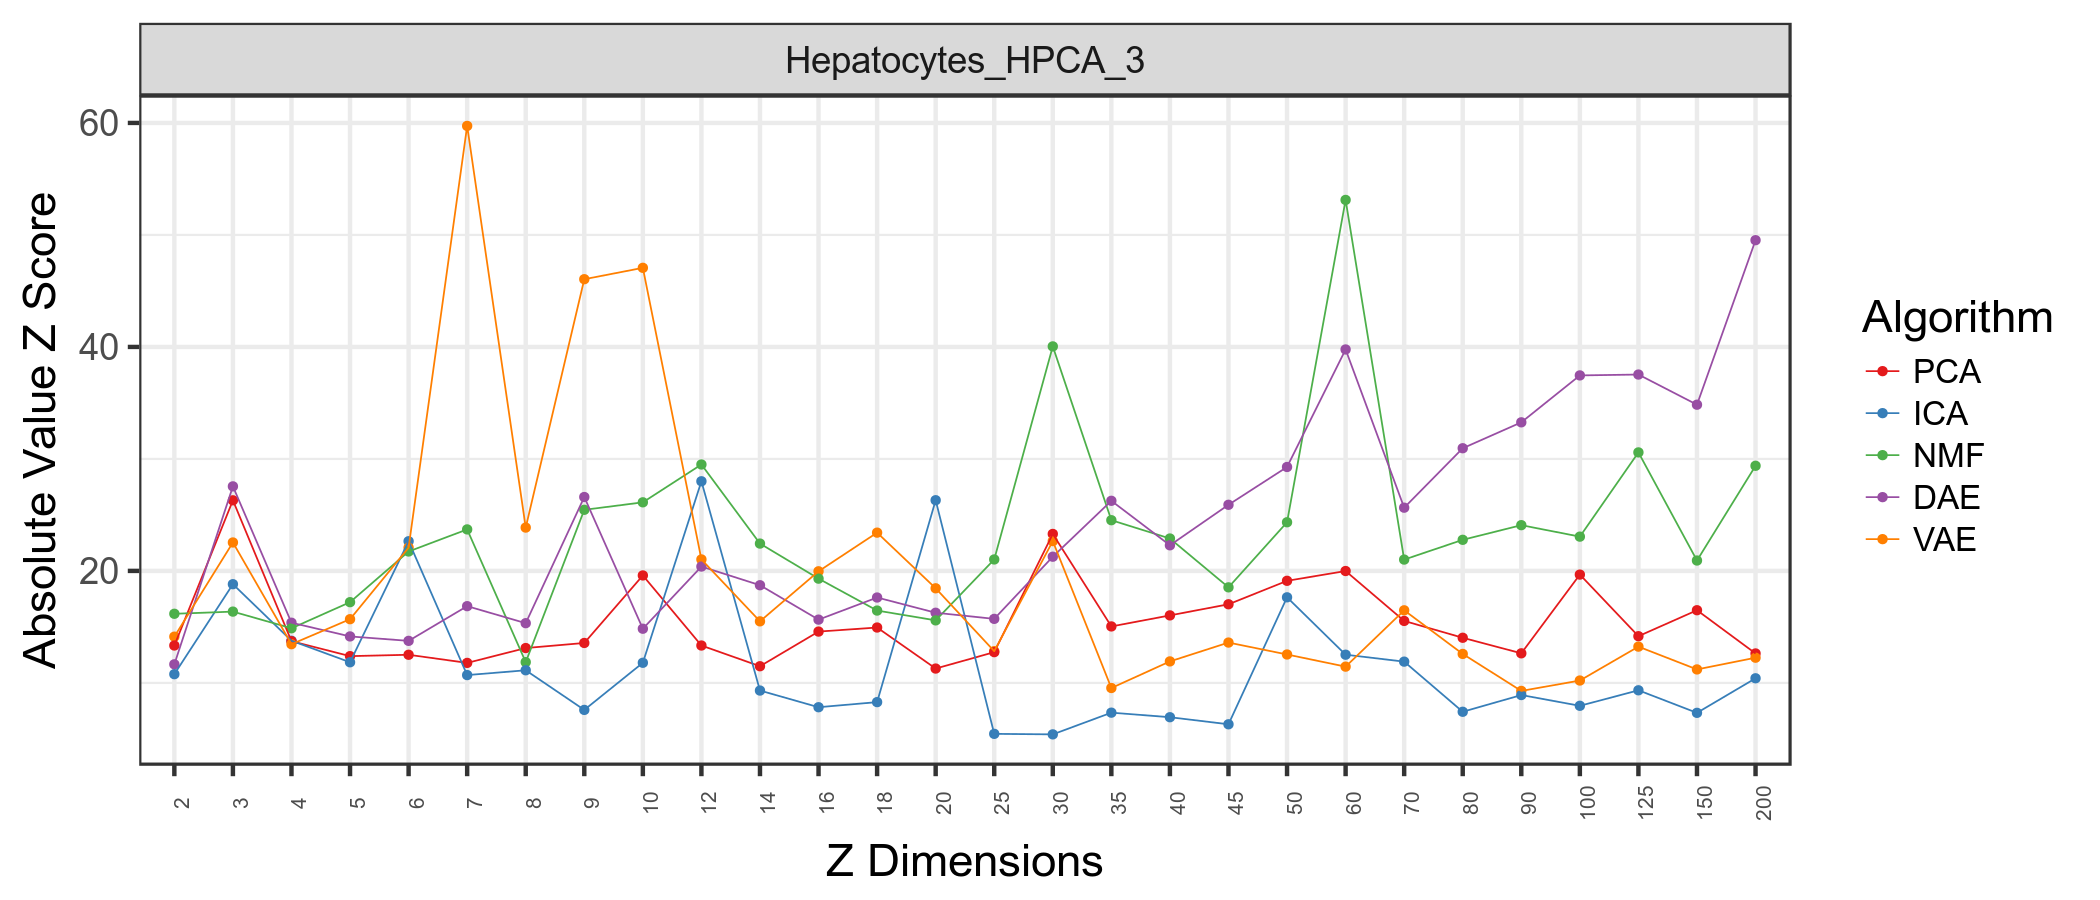 Hepatocytes_HPCA_3
60
40
20
Absolute Value Z Score
2 3 4 5 6 7 8 9 10 12 14 16 18 20 25 30 35 40 45 50 60 70 80 90 100 125 150 200
Z Dimensions
Algorithm
PCA
ICA
NMF
DAE
VAE